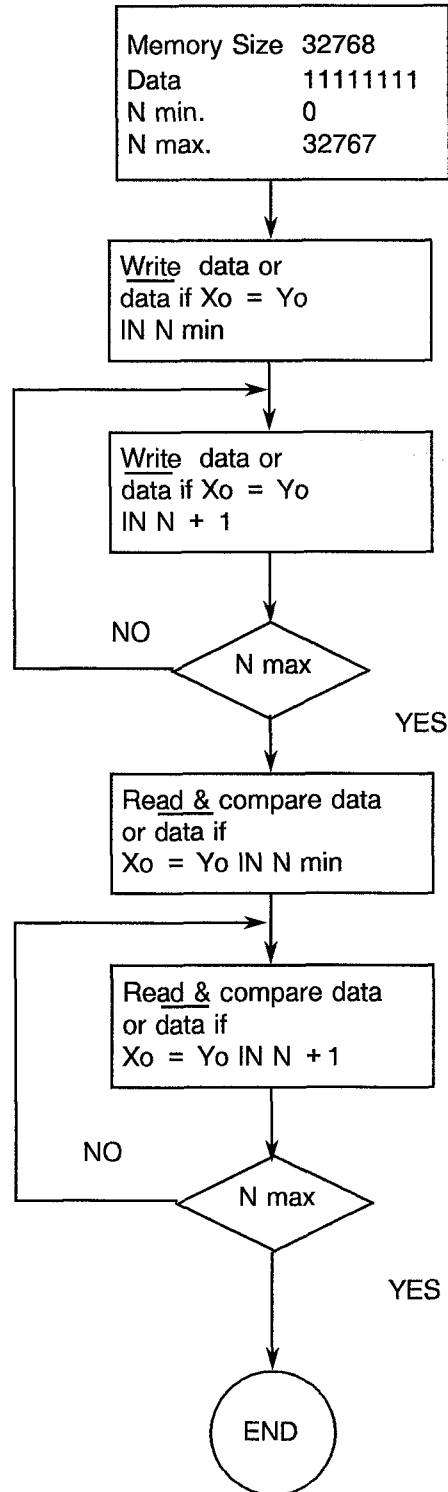 Memory Size 32768
Data 11111111
N min. 0
N max. 32767
Write data or
data if Xo = Yo
IN N min
Write data or
data if Xo = Yo
IN N + 1
NO
N max
YES
Read & compare data
or data if
Xo = Yo IN N min
Read & compare data
or data if
Xo = Yo IN N + 1
NO
N max
YES
END